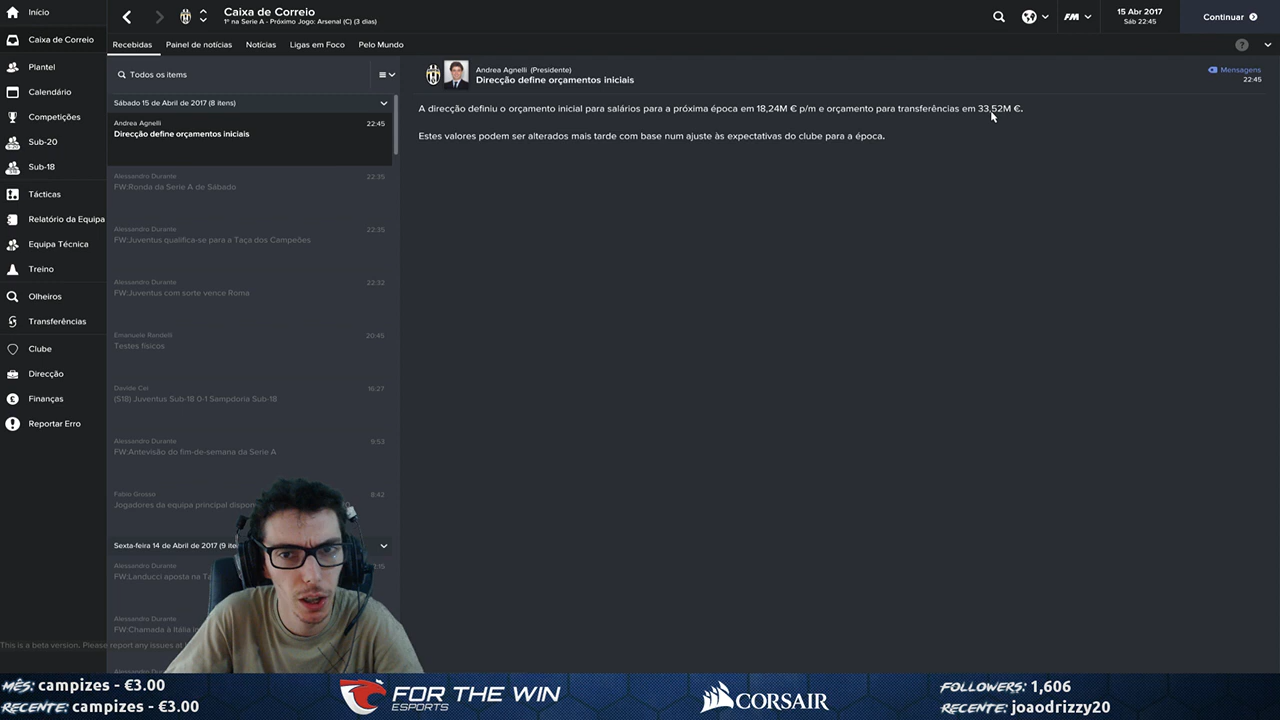 Início
Caixa de Correio
1º na Serie A - Próximo Jogo: Arsenal (C) (3 dias)
FM
15 Abr 2017
Sáb 22:45
Continuar
Caixa de Correio
Plantel
Calendário
Competições
Sub-20
Sub-18
Tácticas
Relatório da Equipa
Equipa Técnica
Treino
Olheiros
Transferências
Clube
Direcção
Finanças
Reportar Erro
Recebidas
Painel de notícias
Notícias
Ligas em Foco
Pelo Mundo
?
Todos os items
Sábado 15 de Abril de 2017 (8 itens)
Andrea Agnelli 22:45
Direcção define orçamentos iniciais
Alessandro Durante 22:35
FW:Ronda da Serie A de Sábado
Alessandro Durante 22:35
FW:Juventus qualifica-se para a Taça dos Campeões
Alessandro Durante 22:32
FW:Juventus com sorte vence Roma
Emanuele Rondelli 20:45
Testes físicos
Davide Cei 16:27
(S18) Juventus Sub-18 0-1 Sampdoria Sub-18
Alessandro Durante 9:53
FW:Antevisão do fim-de-semana da Serie A
Fabio Grosso 8:42
Jogadores da equipa principal
Sexta-feira 14 de Abril de 2017 (9
Alessandro Durante
FW:Landucci aposta na
Alessandro Durante
FW:Chamada à Itália
Andrea Agnelli (Presidente)
Direcção define orçamentos iniciais
Mensagens
22:45
A direcção definiu o orçamento inicial para salários para a próxima época em 18,24M € p/m e orçamento para transferências em 33,52M €.
Estes valores podem ser alterados mais tarde com base num ajuste às expectativas do clube para a época.
This is a beta version. Please report any issues at
MÊS: campizes - €3.00
RECENTE: campizes - €3.00
FOR THE WIN
ESPORTS
CORSAIR
FOLLOWERS: 1,606
RECENTE: joaodrizzy20